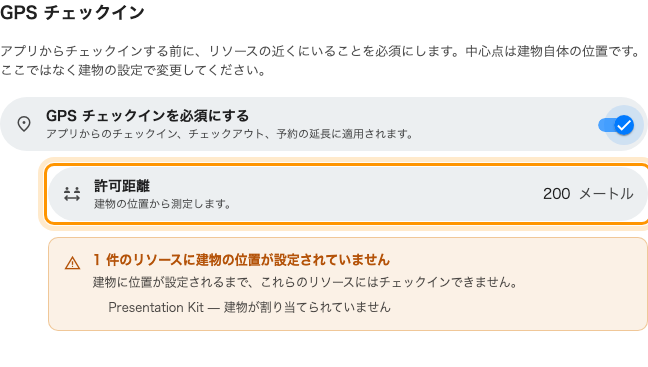 GPS チェックイン
アプリからチェックインする前に、リソースの近くにいることを必須にします。中心点は建物自体の位置です。
ここではなく建物の設定で変更してください。
GPS チェックインを必須にする
アプリからのチェックイン、チェックアウト、予約の延長に適用されます。
許可距離
建物の位置から測定します。
200 メートル
1 件のリソースに建物の位置が設定されていません
建物に位置が設定されるまで、これらのリソースにはチェックインできません。
Presentation Kit — 建物が割り当てられていません